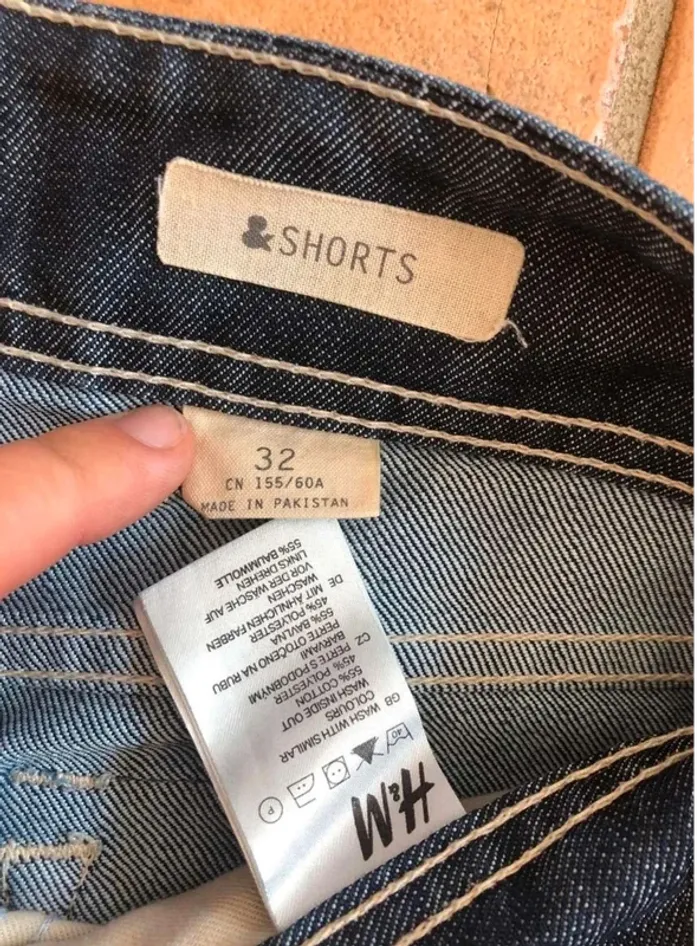 &SHORTS
32
CN 155/60A
MADE IN PAKISTAN
H&M
40 P
GB WASH WITH SIMILAR
COLOURS
WASH INSIDE OUT
55% COTTON
45% POLYESTER
CZ PERTE S PODOBNÝMI
BARVAMI
PERTE OTOČENO NA RUBU
55% BAVLNA
45% POLYESTER
DE MIT ÄHNLICHEN FARBEN
WASCHEN
VOR DER WÄSCHE AUF
LINKS DREHEN
55% BAUMWOLLE